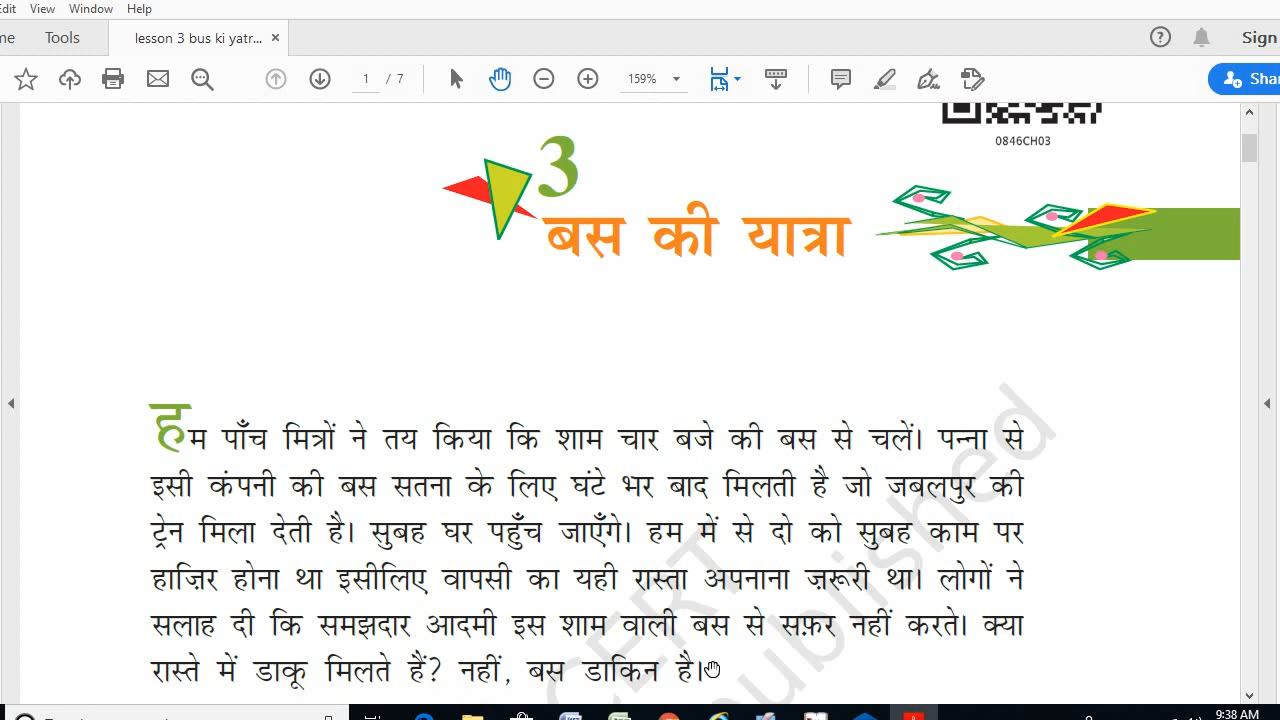 Edit View Window Help
me Tools lesson 3 bus ki yatr... × ? Sign
1 / 7 159% Shar
0846CH03
3
बस की यात्रा
हम पाँच मित्रों ने तय किया कि शाम चार बजे की बस से चलें। पन्ना से
इसी कंपनी की बस सतना के लिए घंटे भर बाद मिलती है जो जबलपुर की
ट्रेन मिला देती है। सुबह घर पहुँच जाएँगे। हम में से दो को सुबह काम पर
हाज़िर होना था इसीलिए वापसी का यही रास्ता अपनाना ज़रूरी था। लोगों ने
सलाह दी कि समझदार आदमी इस शाम वाली बस से सफ़र नहीं करते। क्या
रास्ते में डाकू मिलते हैं? नहीं, बस डाकिन है।
CERT
published
9:38 AM